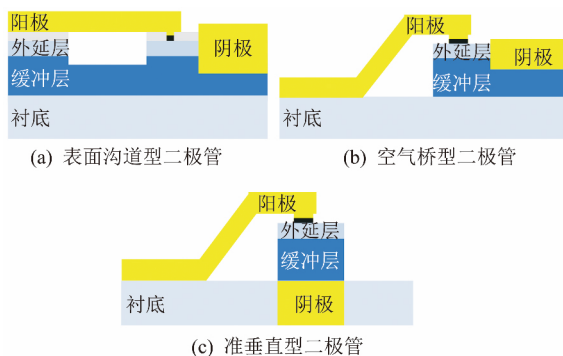 阳极
外延层
阴极
缓冲层
衬底
(a) 表面沟道型二极管
阳极
外延层
阴极
缓冲层
衬底
(b) 空气桥型二极管
阳极
外延层
缓冲层
衬底
阴极
(c) 准垂直型二极管